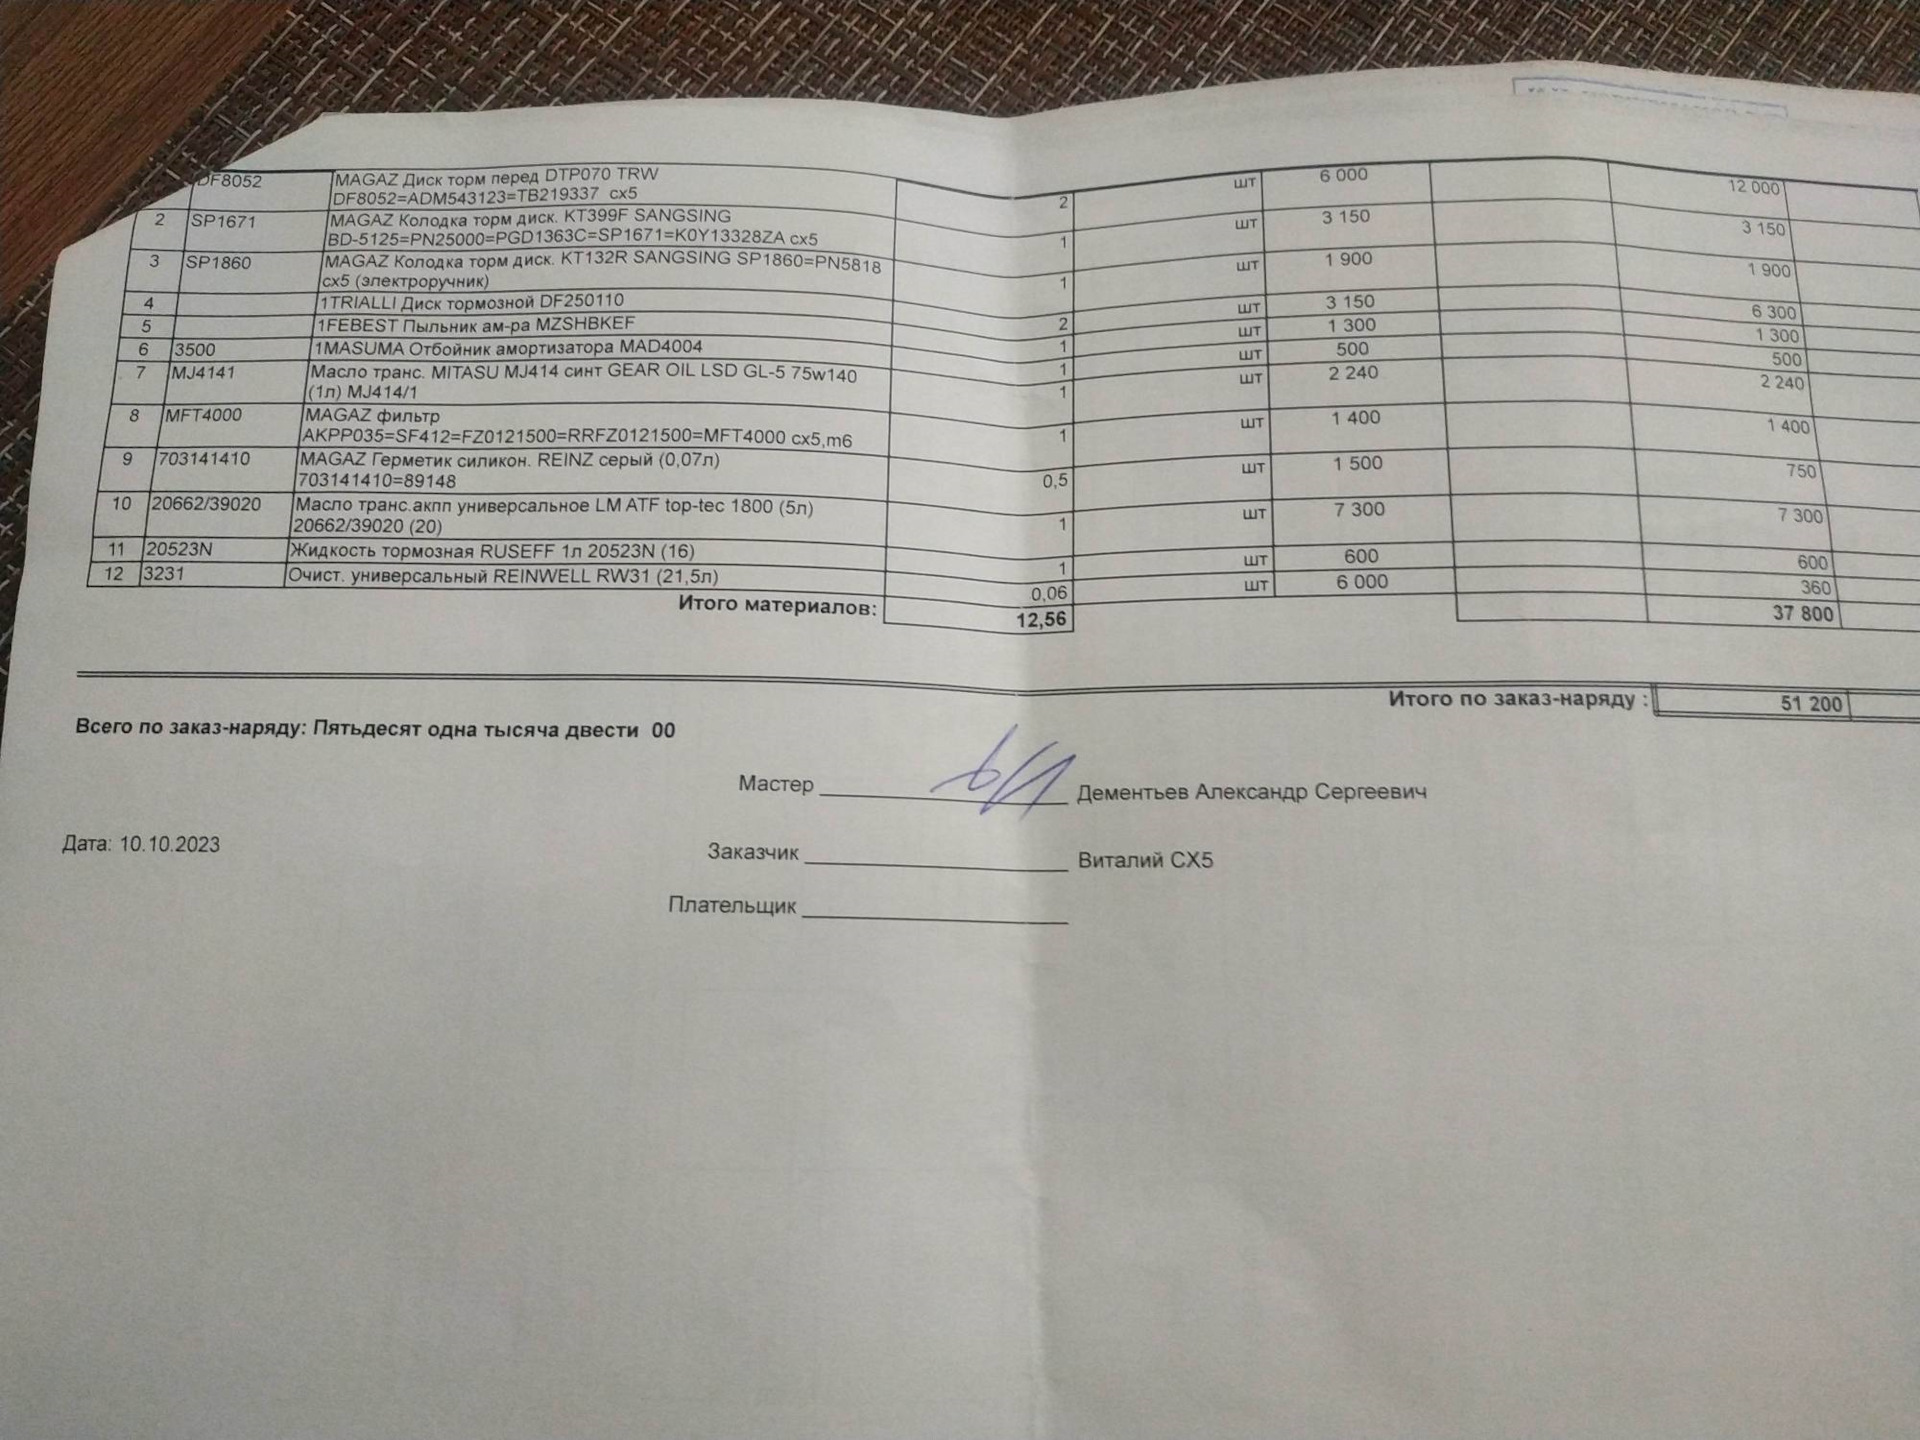 DF8052 MAGAZ Диск торм перед DTP070 TRW 2 шт 6 000 12 000
DF8052=ADM543123=TB219337 cx5
2 SP1671 MAGAZ Колодка торм диск. KT399F SANGSING 1 шт 3 150 3 150
BD-5125=PN25000=PGD1363C=SP1671=K0Y13328ZA cx5
3 SP1860 MAGAZ Колодка торм диск. KT132R SANGSING SP1860=PN5818 1 шт 1 900 1 900
cx5 (электроручник)
4 1TRIALLI Диск тормозной DF250110 2 шт 3 150 6 300
5 1FEBEST Пыльник ам-ра MZSHBKEF 1 шт 1 300 1 300
6 3500 1MASUMA Отбойник амортизатора MAD4004 1 шт 500 500
7 MJ4141 Масло транс. MITASU MJ414 синт GEAR OIL LSD GL-5 75w140 1 шт 2 240 2 240
(1л) MJ414/1
8 MFT4000 MAGAZ фильтр 1 шт 1 400 1 400
AKPP035=SF412=FZ0121500=RRFZ0121500=MFT4000 cx5,m6
9 703141410 MAGAZ Герметик силикон. REINZ серый (0,07л) 0,5 шт 1 500 750
703141410=89148
10 20662/39020 Масло транс.акпп универсальное LM ATF top-tec 1800 (5л) 1 шт 7 300 7 300
20662/39020 (20)
11 20523N Жидкость тормозная RUSEFF 1л 20523N (16) 1 шт 600 600
12 3231 Очист. универсальный REINWELL RW31 (21,5л) 0,06 шт 6 000 360
Итого материалов: 12,56 37 800
Итого по заказ-наряду : 51 200
Всего по заказ-наряду: Пятьдесят одна тысяча двести 00
Мастер Дементьев Александр Сергеевич
Дата: 10.10.2023
Заказчик Виталий CX5
Плательщик